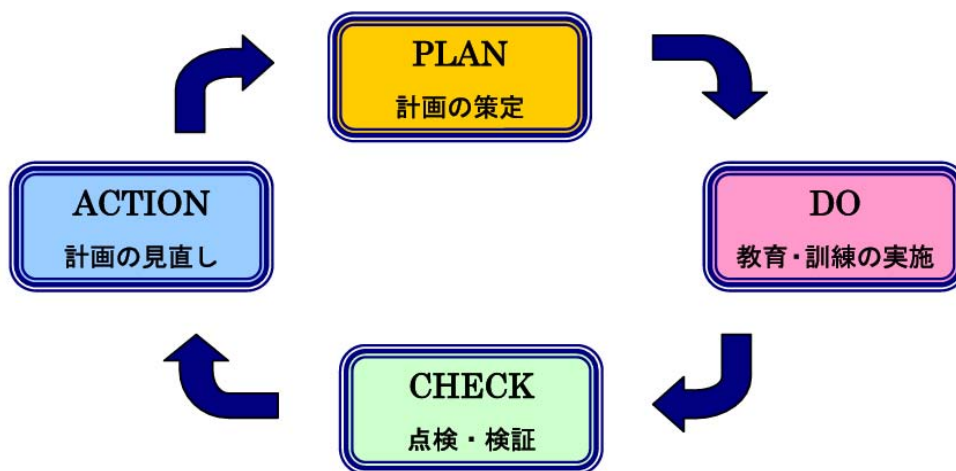 PLAN
計画の策定
DO
教育・訓練の実施
CHECK
点検・検証
ACTION
計画の見直し